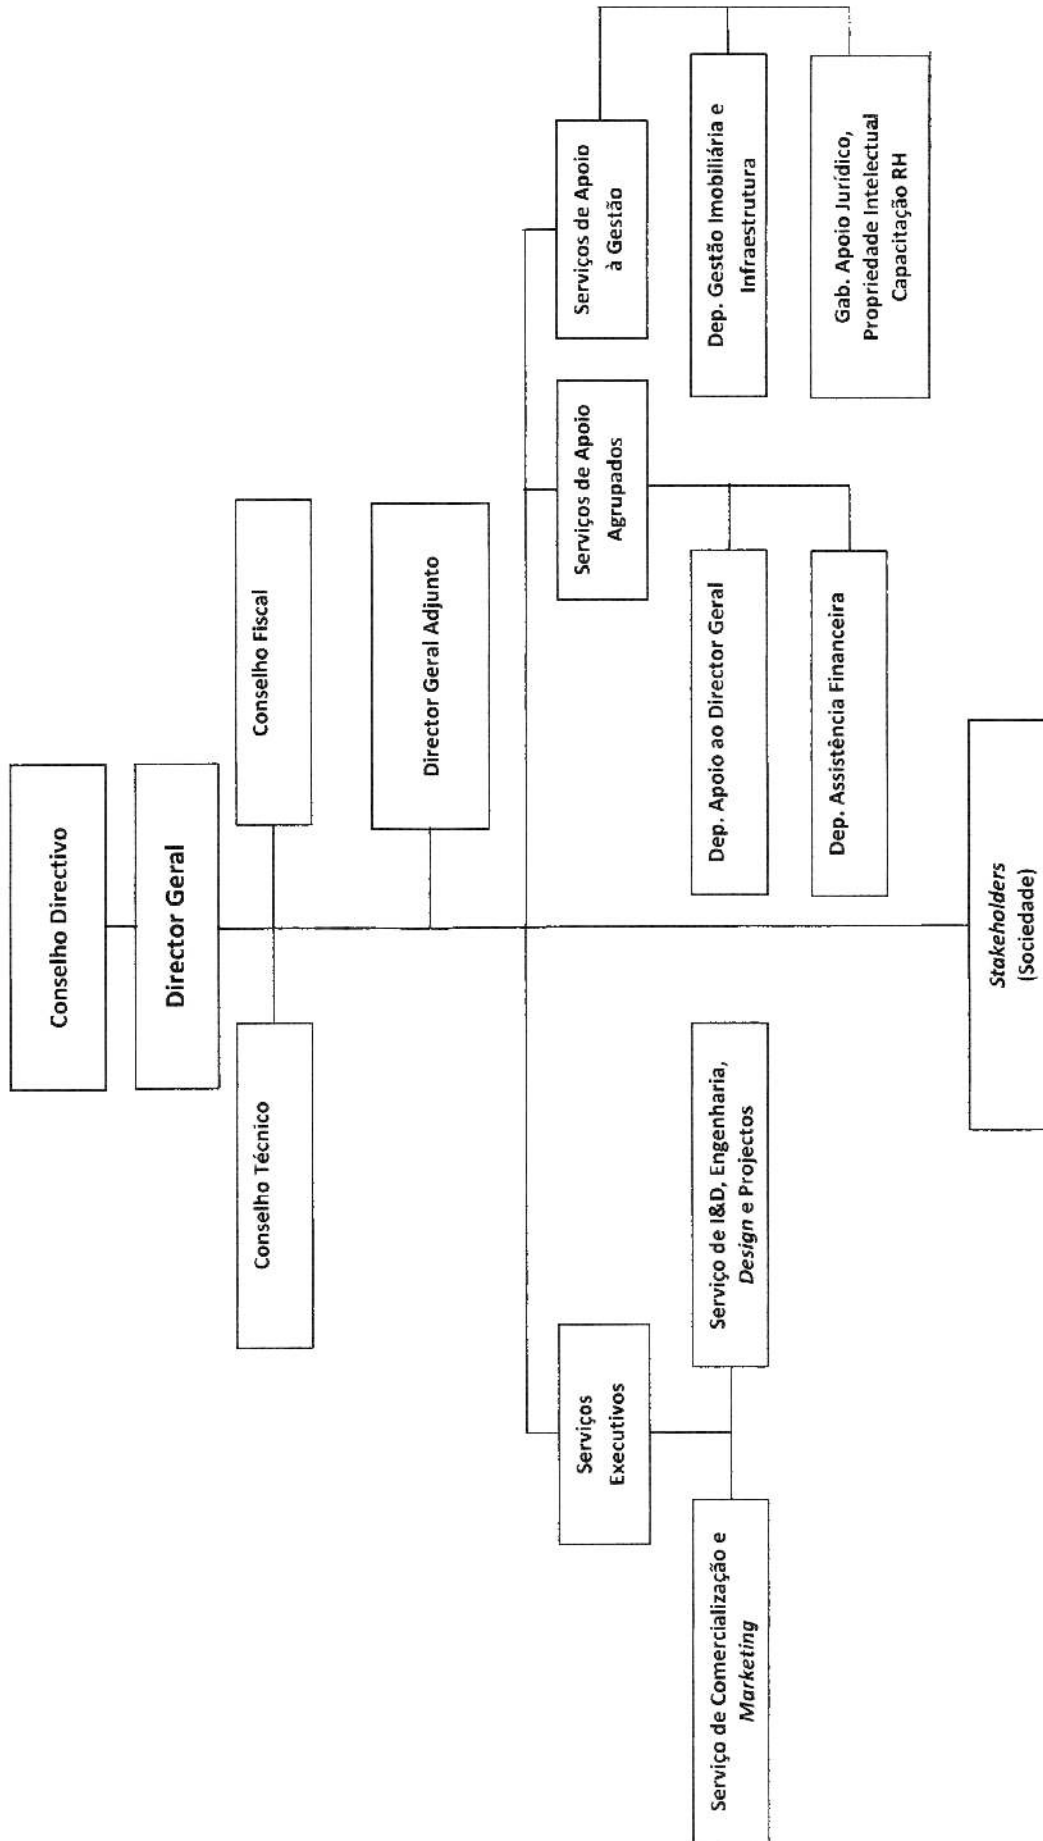 Conselho Directivo
Director Geral
Conselho Técnico
Conselho Fiscal
Director Geral Adjunto
Serviços
Executivos
Serviços de Apoio
Agrupados
Serviços de Apoio
à Gestão
Serviço de Comercialização e
Marketing
Serviço de I&D, Engenharia,
Design e Projectos
Dep. Apoio ao Director Geral
Dep. Gestão Imobiliária e
Infraestrutura
Dep. Assistência Financeira
Gab. Apoio Jurídico,
Propriedade Intelectual
Capacitação RH
Stakeholders
(Sociedade)